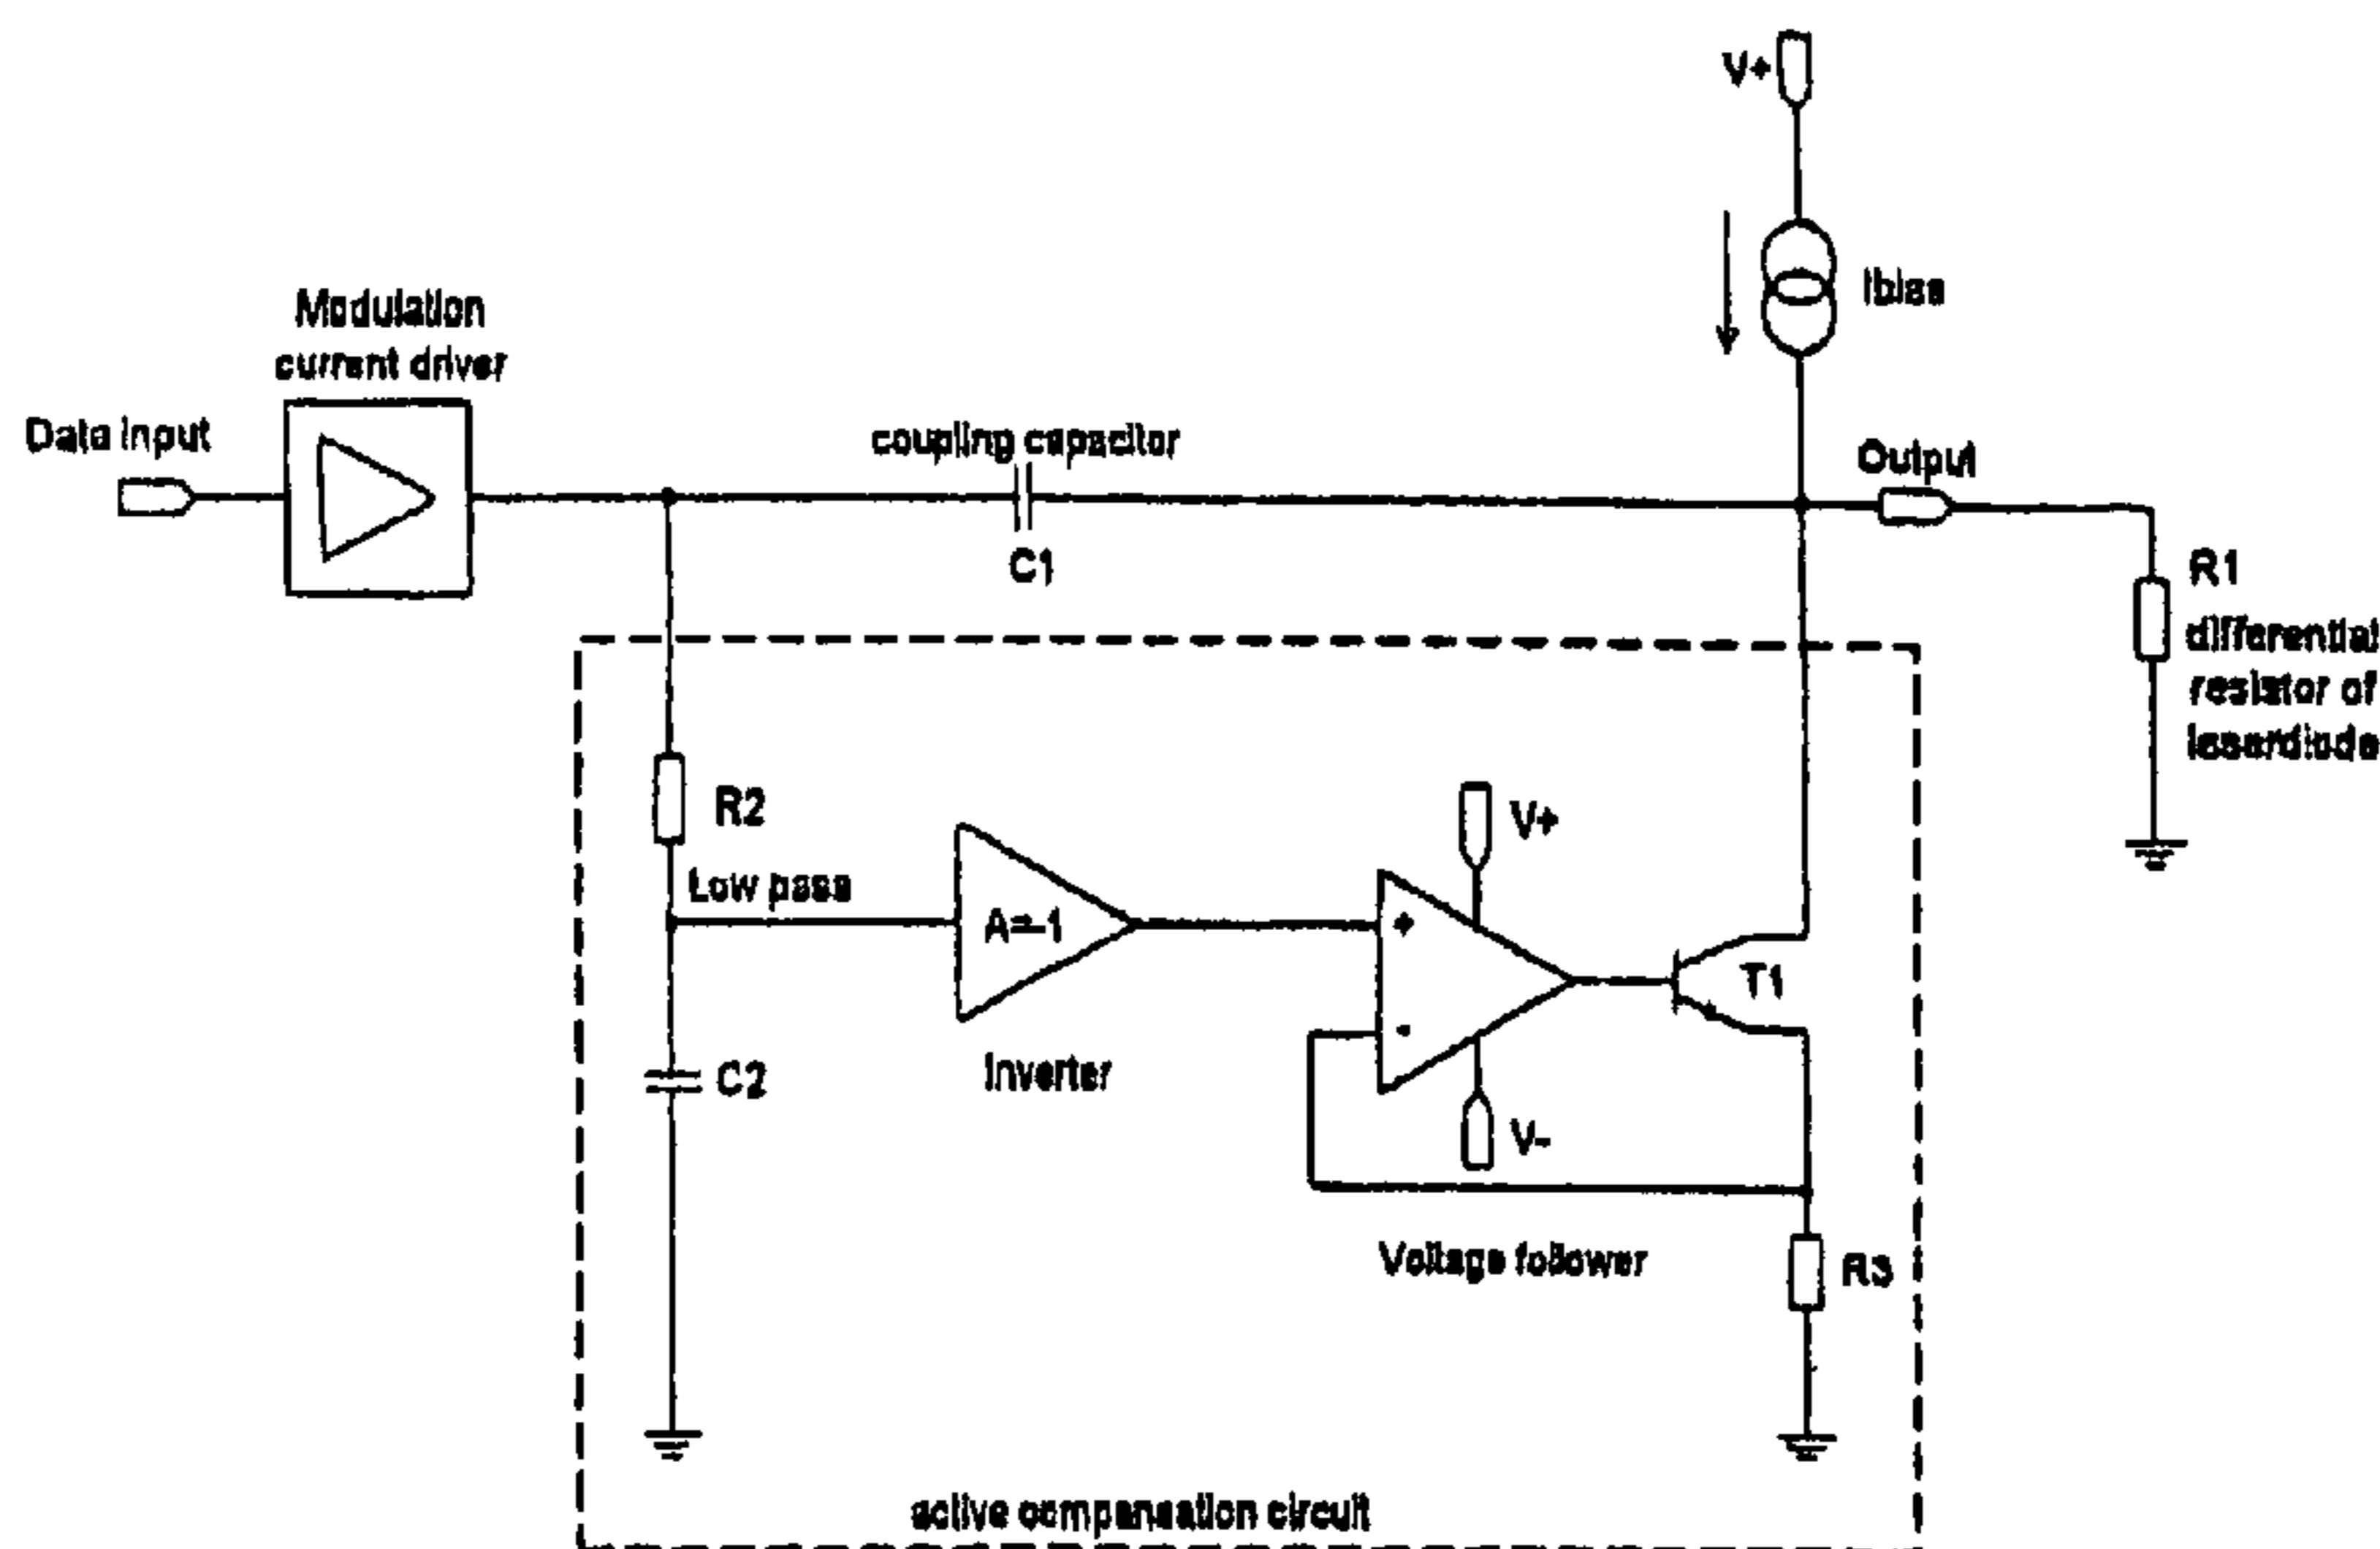 V+
Ibias
Modulation
current driver
Data Input
coupling capacitor
C1
Output
R1
differential
resistor of
laserdiode
R2
Low pass
A=-1
Inverter
C2
V+
+
-
V-
T1
Voltage follower
R3
active compensation circuit